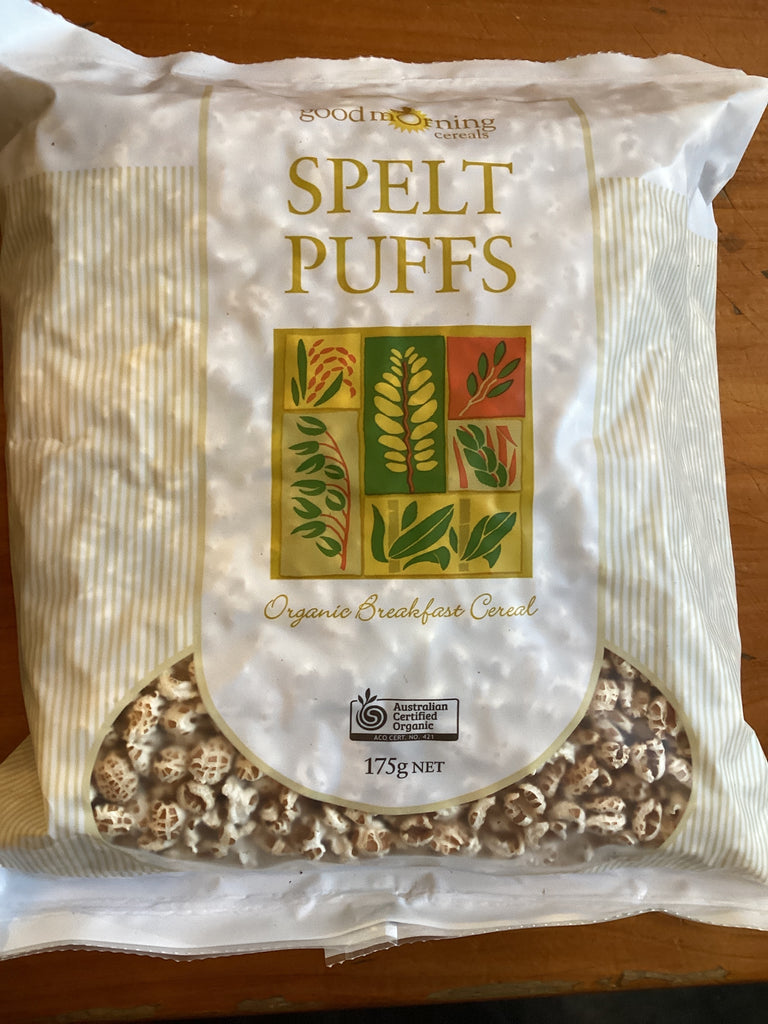 good morning
cereals
SPELT
PUFFS
Organic Breakfast Cereal
Australian
Certified
Organic
ACO CERT. NO. 421
175g NET